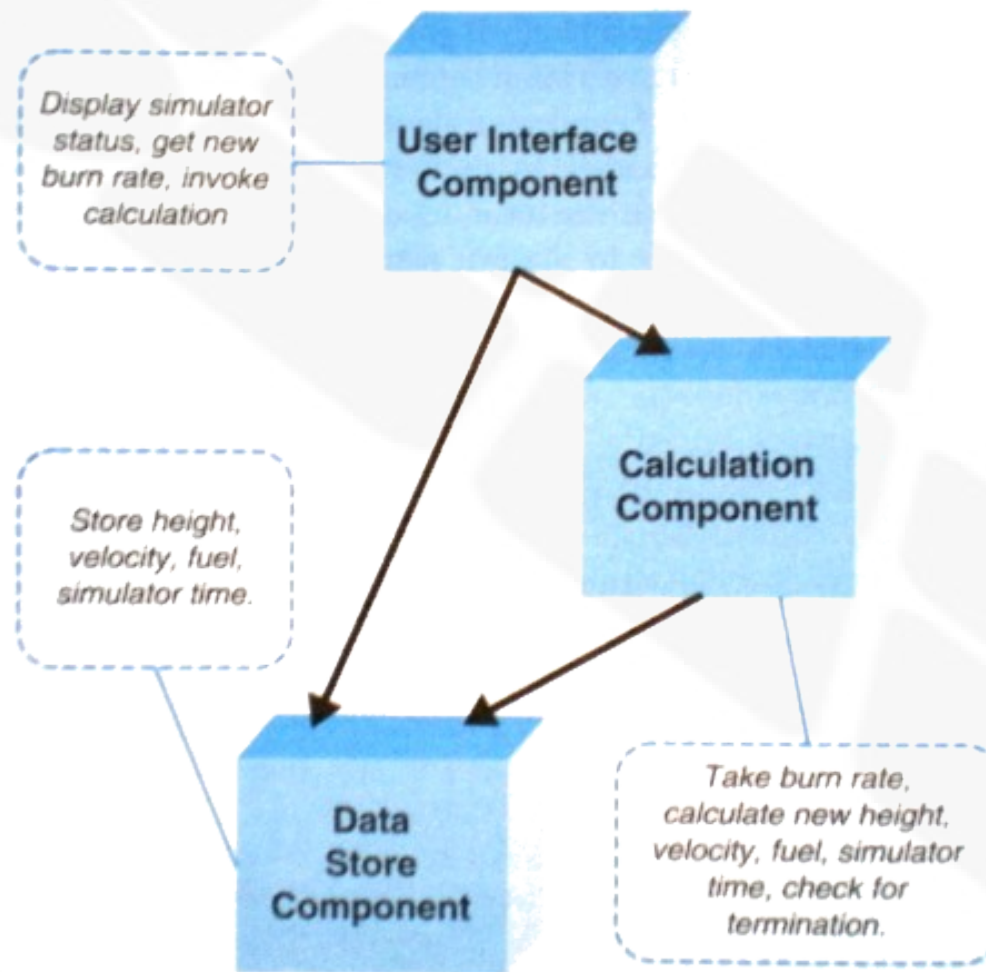 Display simulator
status, get new
burn rate, invoke
calculation
User Interface
Component
Calculation
Component
Store height,
velocity, fuel,
simulator time.
Data
Store
Component
Take burn rate,
calculate new height,
velocity, fuel, simulator
time, check for
termination.